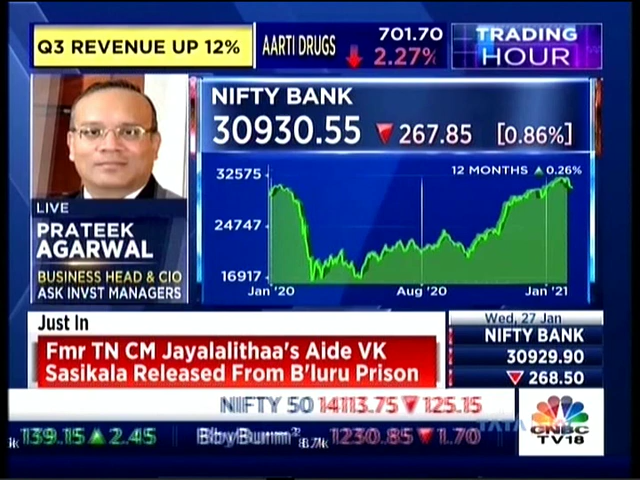 Q3 REVENUE UP 12%
AARTI DRUGS
701.70
2.27%
TRADING
HOUR
NIFTY BANK
30930.55 267.85 [0.86%]
12 MONTHS 0.26%
32575
24747
16917
Jan '20 Aug '20 Jan '21
LIVE
PRATEEK
AGARWAL
BUSINESS HEAD & CIO
ASK INVST MANAGERS
Just In
Fmr TN CM Jayalalithaa's Aide VK
Sasikala Released From B'luru Prison
Wed, 27 Jan
NIFTY BANK
30929.90
268.50
NIFTY 50 14113.75 125.15
139.15 2.45 1230.85 1.70
TATA
CNBC
TV18